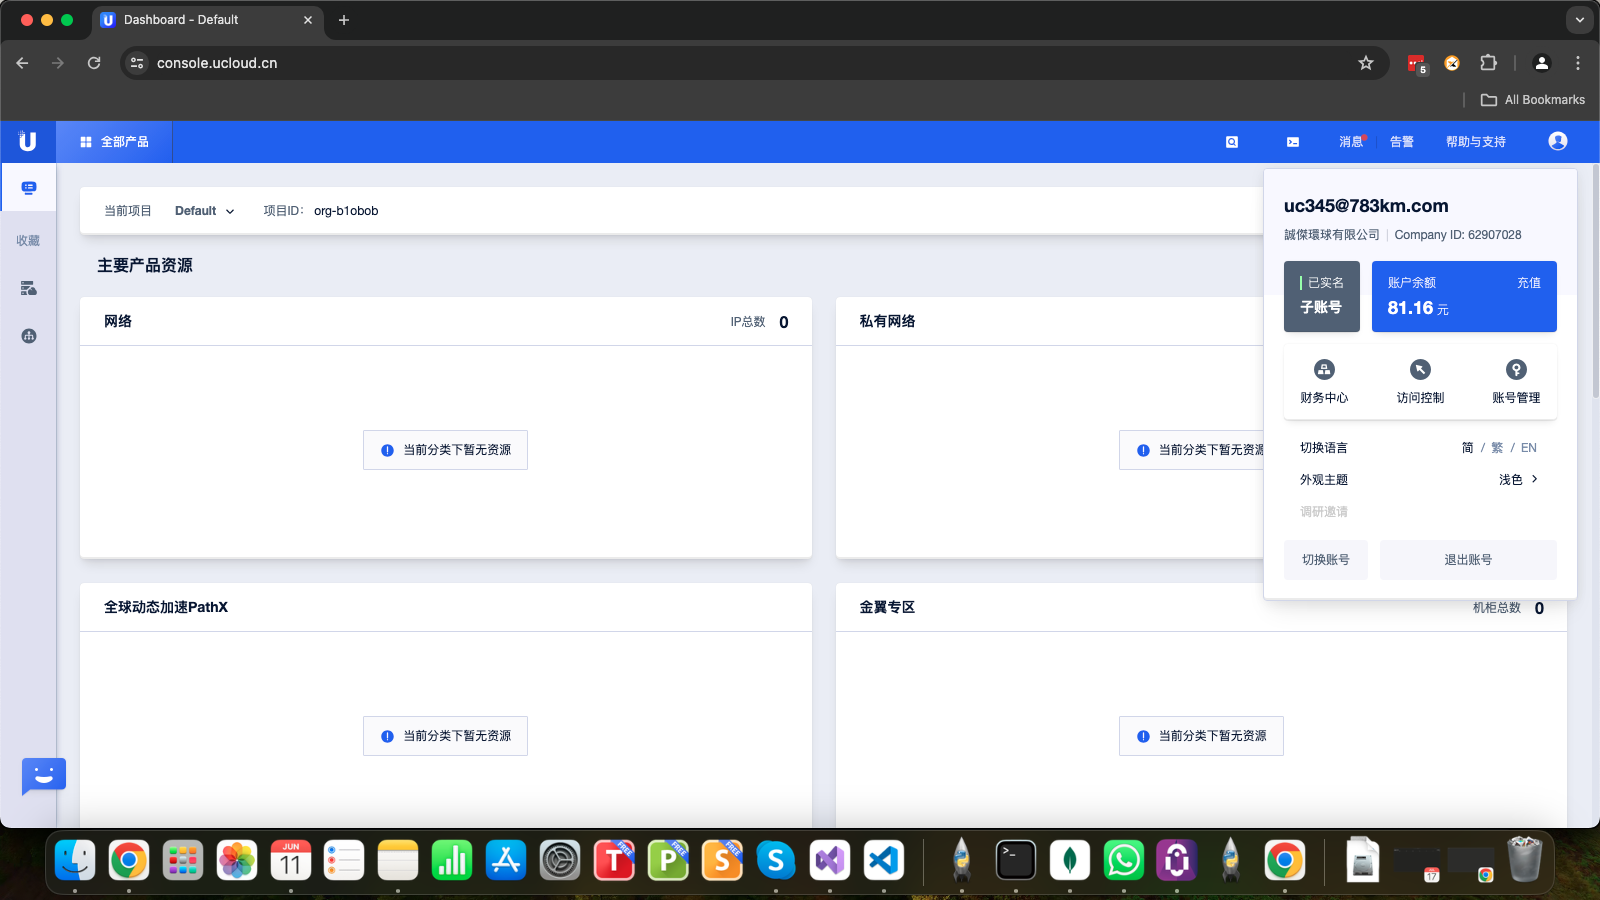 Dashboard - Default
console.ucloud.cn
5
All Bookmarks
U
全部产品
消息
告警
帮助与支持
收藏
当前项目
Default
项目ID:
org-b1obob
主要产品资源
网络
IP总数
0
当前分类下暂无资源
私有网络
当前分类下暂无资源
全球动态加速PathX
当前分类下暂无资源
金翼专区
机柜总数
0
当前分类下暂无资源
uc345@783km.com
誠傑環球有限公司 | Company ID: 62907028
已实名
子账号
账户余额
充值
81.16 元
财务中心
访问控制
账号管理
切换语言
简 / 繁 / EN
外观主题
浅色
调研邀请
切换账号
退出账号
JUN
11
T
FREE
P
FREE
S
FREE
S
17